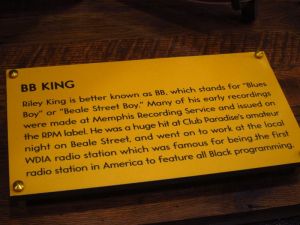 BB KING
Riley King is better known as BB, which stands for "Blues
Boy" or "Beale Street Boy." Many of his early recordings
were made at Memphis Recording Service and issued on
the RPM label. He was a huge hit at Club Paradise's amateur
night on Beale Street, and went on to work at the local
WDIA radio station which was famous for being the first
radio station in America to feature all Black programming.